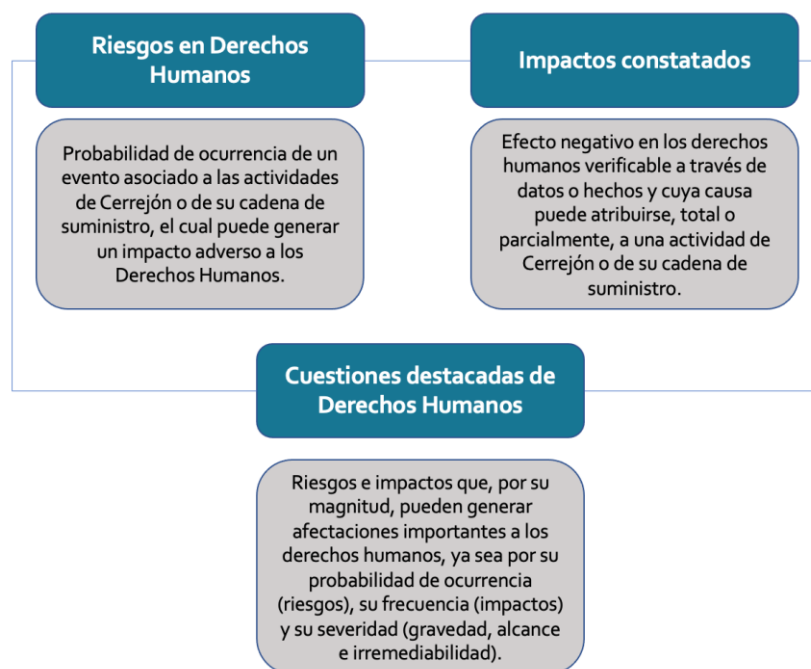 Riesgos en Derechos
Humanos
Probabilidad de ocurrencia de un
evento asociado a las actividades
de Cerrejón o de su cadena de
suministro, el cual puede generar
un impacto adverso a los
Derechos Humanos.
Impactos constatados
Efecto negativo en los derechos
humanos verificable a través de
datos o hechos y cuya causa
puede atribuirse, total o
parcialmente, a una actividad de
Cerrejón o de su cadena de
suministro.
Cuestiones destacadas de
Derechos Humanos
Riesgos e impactos que, por su
magnitud, pueden generar
afectaciones importantes a los
derechos humanos, ya sea por su
probabilidad de ocurrencia
(riesgos), su frecuencia (impactos)
y su severidad (gravedad, alcance
e irremediabilidad).